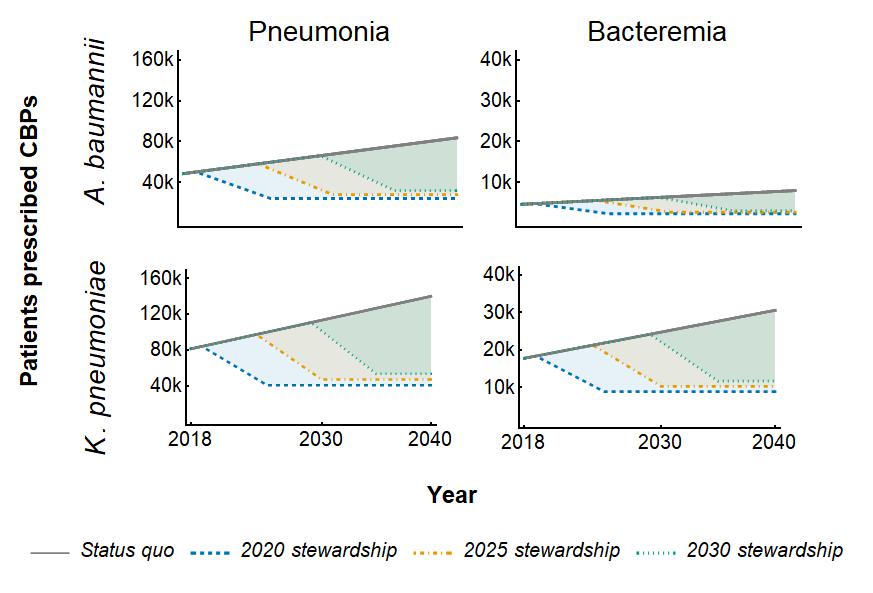 Pneumonia
Bacteremia
Patients prescribed CBPs
A. baumannii
160k
120k
80k
40k
40k
30k
20k
10k
K. pneumoniae
160k
120k
80k
40k
2018
2030
2040
40k
30k
20k
10k
2018
2030
2040
Year
Status quo
2020 stewardship
2025 stewardship
2030 stewardship